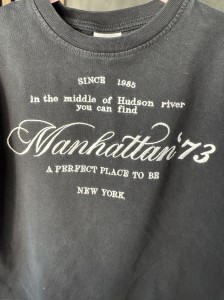 SINCE 1985
in the middle of Hudson river
you can find
Manhattan '73
A PERFECT PLACE TO BE
NEW YORK